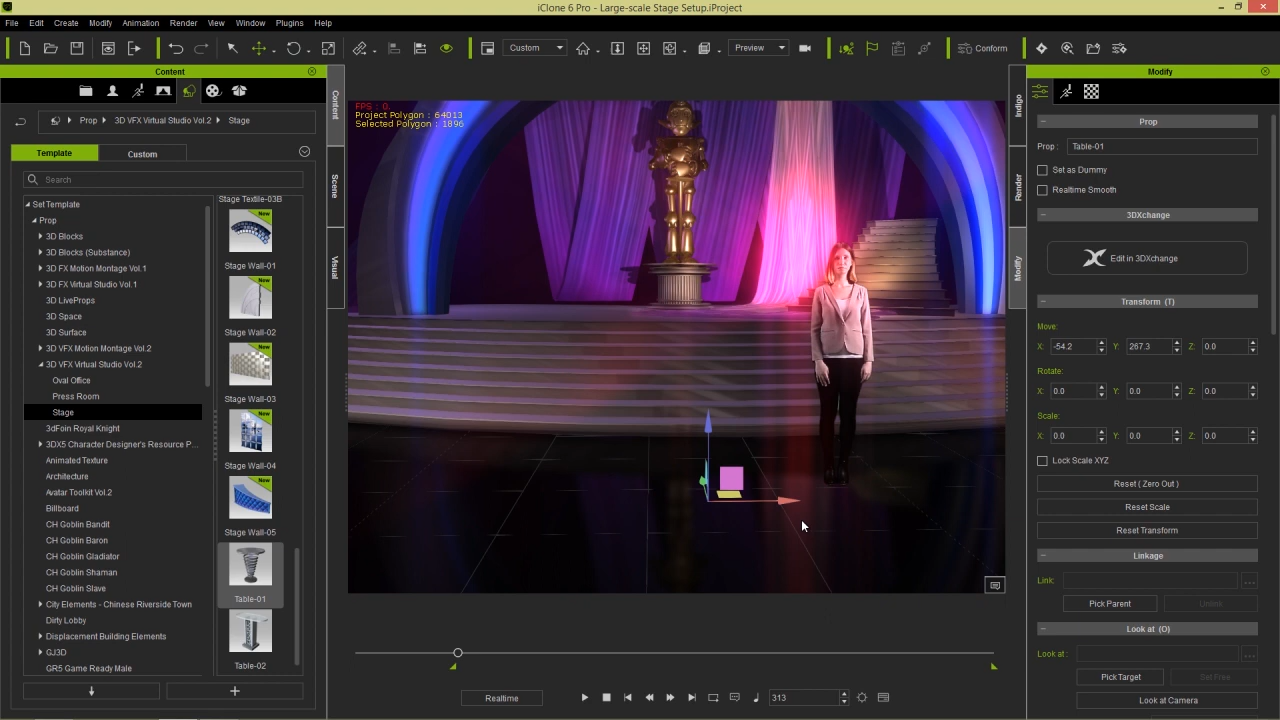 iClone 6 Pro - Large-scale Stage Setup.iProject
File Edit Create Modify Animation Render View Window Plugins Help
Custom Preview Conform
Content
Prop 3D VFX Virtual Studio Vol.2 Stage
Template Custom
Search
SetTemplate
Prop
3D Blocks
3D Blocks (Substance)
3D FX Motion Montage Vol.1
3D FX Virtual Studio Vol.1
3D LiveProps
3D Space
3D Surface
3D VFX Motion Montage Vol.2
3D VFX Virtual Studio Vol.2
Oval Office
Press Room
Stage
3dFoin Royal Knight
3DX5 Character Designer's Resource P...
Animated Texture
Architecture
Avatar Toolkit Vol.2
Billboard
CH Goblin Bandit
CH Goblin Baron
CH Goblin Gladiator
CH Goblin Shaman
CH Goblin Slave
City Elements - Chinese Riverside Town
Dirty Lobby
Displacement Building Elements
GJ3D
GR5 Game Ready Male
Stage Textile-03B
New
Stage Wall-01
New
Stage Wall-02
New
Stage Wall-03
New
Stage Wall-04
New
Stage Wall-05
Table-01
Table-02
Content
Scene
Visual
FPS : 0.
Project Polygon : 64013
Selected Polygon : 1896
Realtime
313
Indigo
Render
Modify
Modify
Prop
Prop : Table-01
Set as Dummy
Realtime Smooth
3DXchange
Edit in 3DXchange
Transform (T)
Move:
X: -54.2 Y: 267.3 Z: 0.0
Rotate:
X: 0.0 Y: 0.0 Z: 0.0
Scale:
X: 0.0 Y: 0.0 Z: 0.0
Lock Scale XYZ
Reset ( Zero Out )
Reset Scale
Reset Transform
Linkage
Link: ...
Pick Parent Unlink
Look at (O)
Look at : ...
Pick Target Set Free
Look at Camera